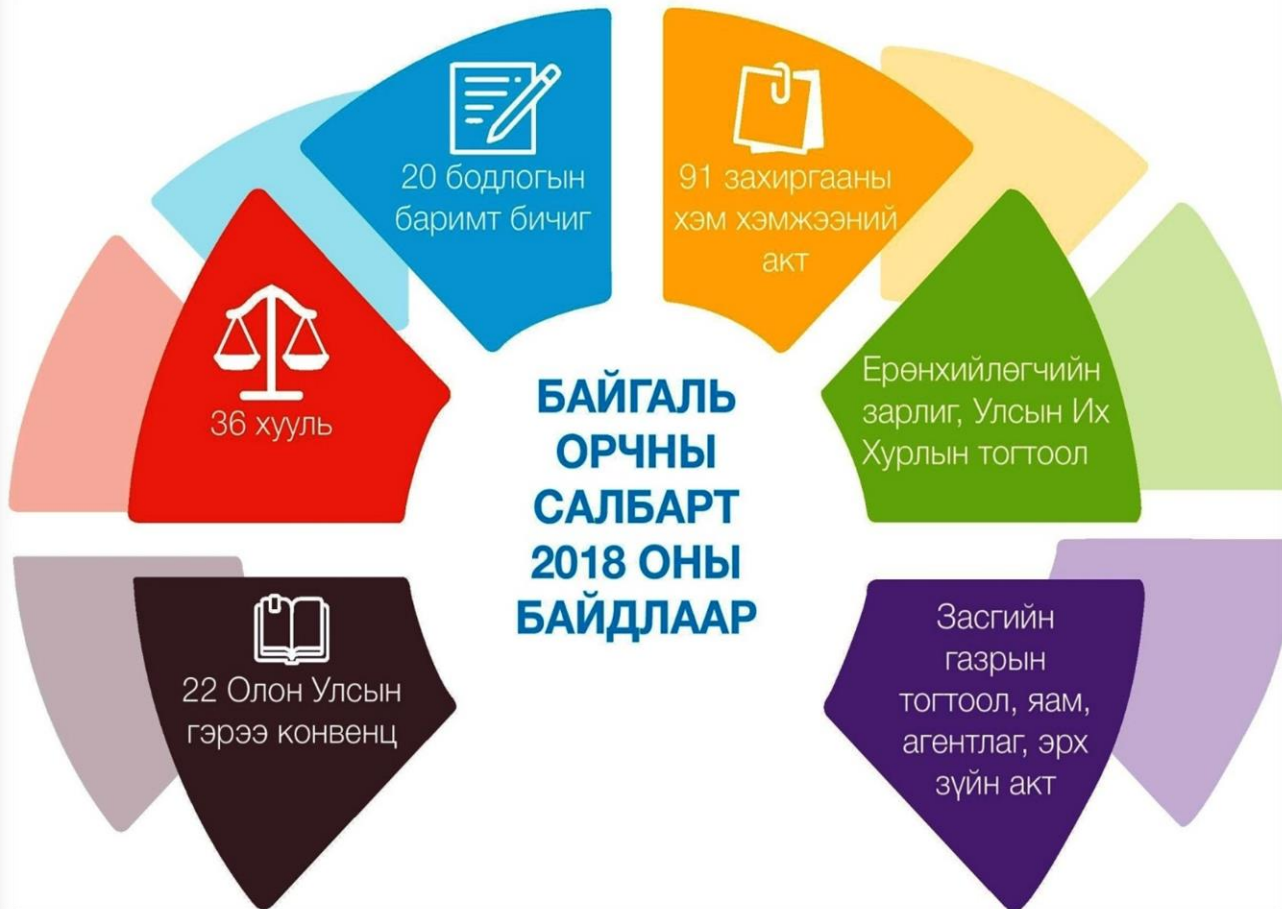 20 бодлогын
баримт бичиг
91 захиргааны
хэм хэмжээний
акт
36 хууль
Ерөнхийлөгчийн
зарлиг, Улсын Их
Хурлын тогтоол
БАЙГАЛЬ
ОРЧНЫ
САЛБАРТ
2018 ОНЫ
БАЙДЛААР
22 Олон Улсын
гэрээ конвенц
Засгийн
газрын
тогтоол, яам,
агентлаг, эрх
зүйн акт